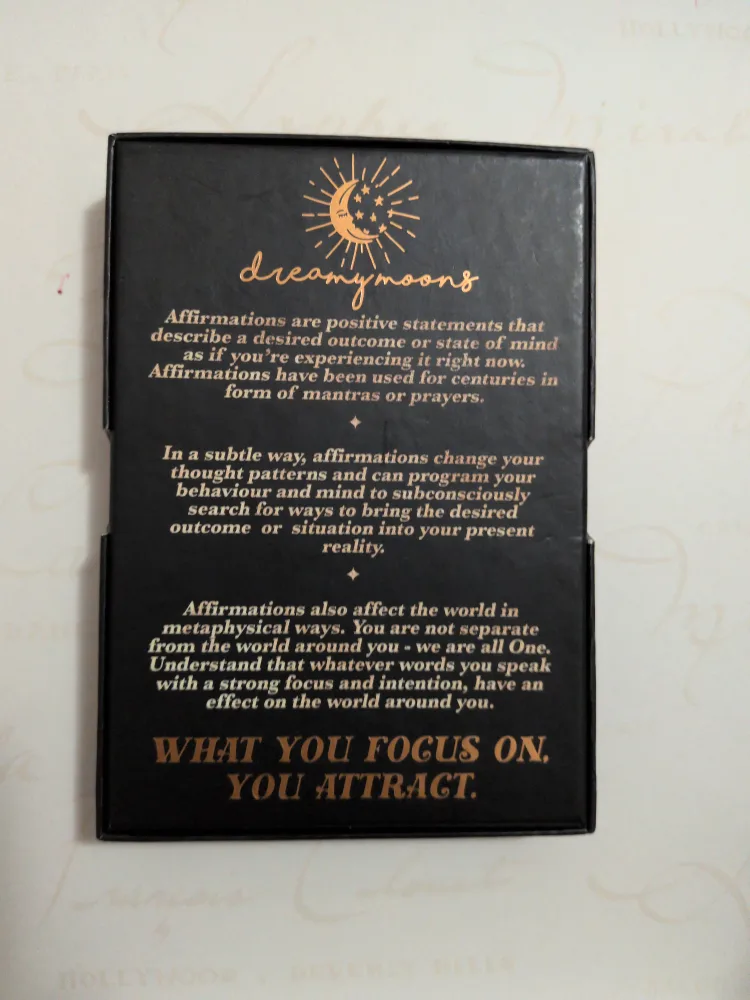 dreamymoons
Affirmations are positive statements that
describe a desired outcome or state of mind
as if you're experiencing it right now.
Affirmations have been used for centuries in
form of mantras or prayers.
In a subtle way, affirmations change your
thought patterns and can program your
behaviour and mind to subconsciously
search for ways to bring the desired
outcome or situation into your present
reality.
Affirmations also affect the world in
metaphysical ways. You are not separate
from the world around you - we are all One.
Understand that whatever words you speak
with a strong focus and intention, have an
effect on the world around you.
WHAT YOU FOCUS ON,
YOU ATTRACT.